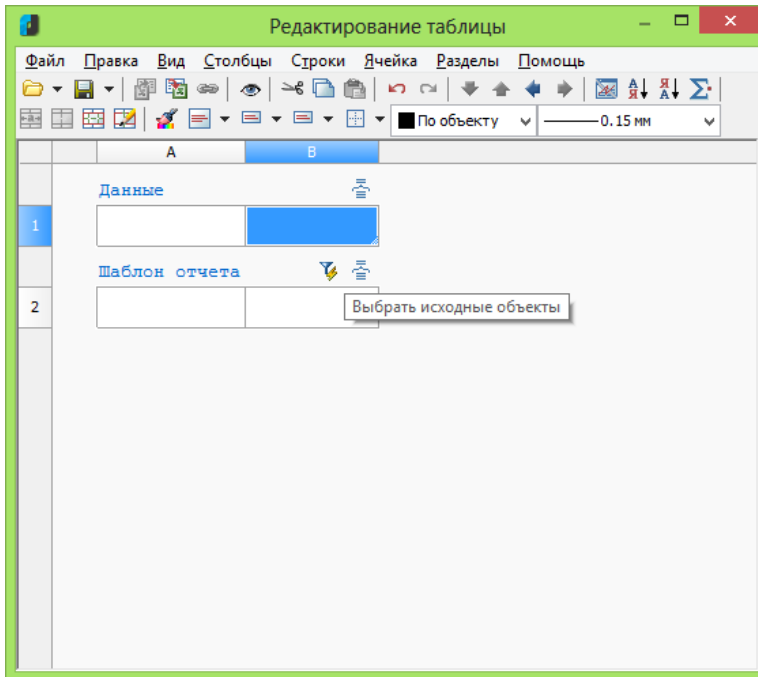 Редактирование таблицы
Файл Правка Вид Столбцы Строки Ячейка Разделы Помощь
По объекту 0.15 мм
A B
Данные
1
Шаблон отчета
2
Выбрать исходные объекты